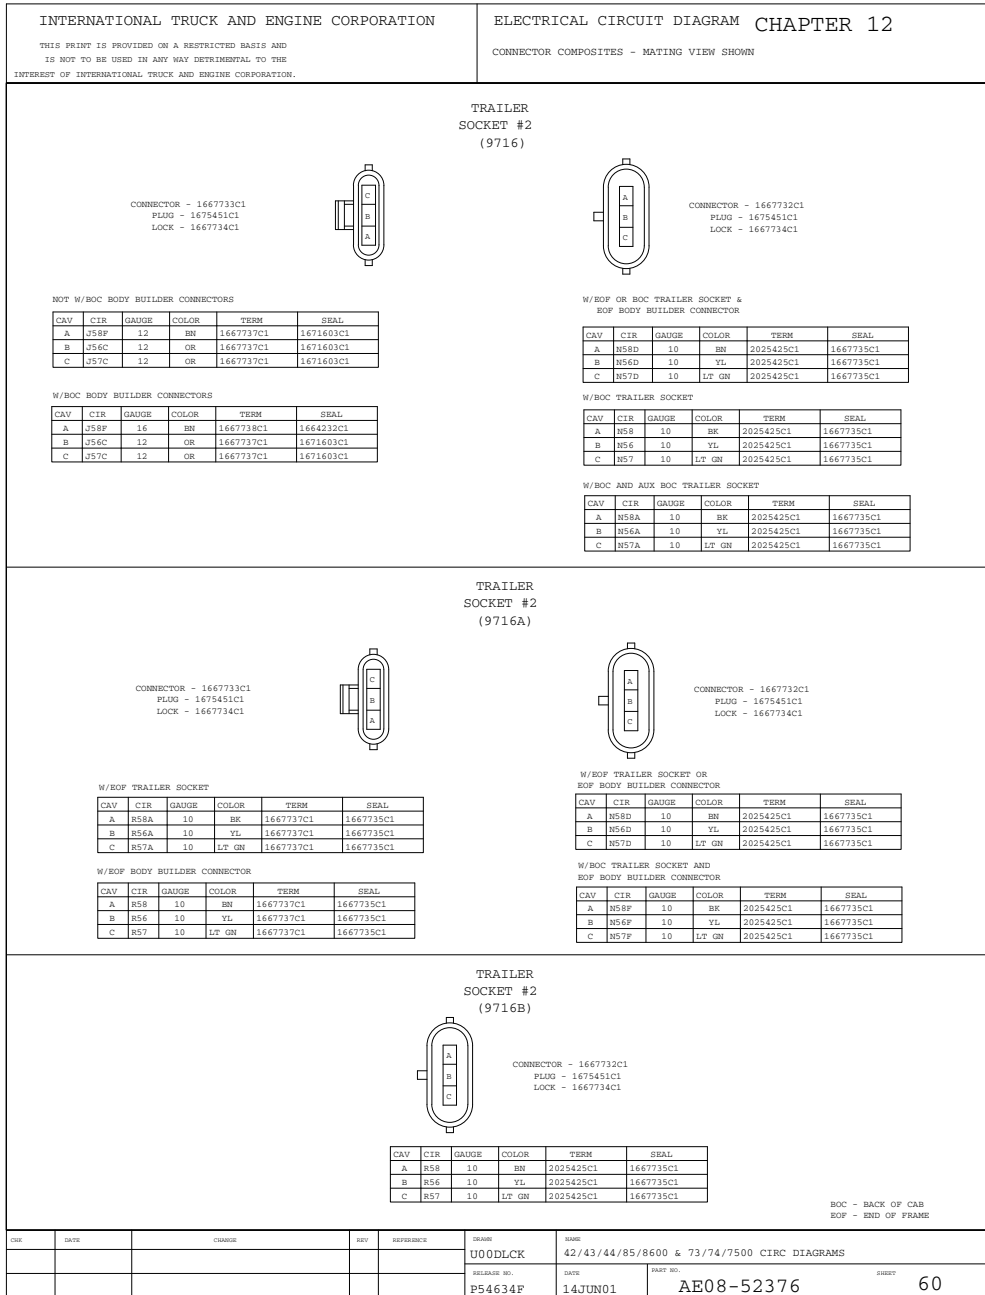 INTERNATIONAL TRUCK AND ENGINE CORPORATION
THIS PRINT IS PROVIDED ON A RESTRICTED BASIS AND
IS NOT TO BE USED IN ANY WAY DETRIMENTAL TO THE
INTEREST OF INTERNATIONAL TRUCK AND ENGINE CORPORATION.
ELECTRICAL CIRCUIT DIAGRAM CHAPTER 12
CONNECTOR COMPOSITES - MATING VIEW SHOWN
TRAILER
SOCKET #2
(9716)
CONNECTOR - 1667733C1
PLUG - 1675451C1
LOCK - 1667734C1
C
B
A
A
B
C
CONNECTOR - 1667732C1
PLUG - 1675451C1
LOCK - 1667734C1
NOT W/BOC BODY BUILDER CONNECTORS
CAV CIR GAUGE COLOR TERM SEAL
A J58F 12 BN 1667737C1 1671603C1
B J56C 12 OR 1667737C1 1671603C1
C J57C 12 OR 1667737C1 1671603C1
W/BOC BODY BUILDER CONNECTORS
CAV CIR GAUGE COLOR TERM SEAL
A J58F 16 BN 1667738C1 1664232C1
B J56C 12 OR 1667737C1 1671603C1
C J57C 12 OR 1667737C1 1671603C1
W/EOF OR BOC TRAILER SOCKET &
EOF BODY BUILDER CONNECTOR
CAV CIR GAUGE COLOR TERM SEAL
A N58D 10 BN 2025425C1 1667735C1
B N56D 10 YL 2025425C1 1667735C1
C N57D 10 LT GN 2025425C1 1667735C1
W/BOC TRAILER SOCKET
CAV CIR GAUGE COLOR TERM SEAL
A N58 10 BK 2025425C1 1667735C1
B N56 10 YL 2025425C1 1667735C1
C N57 10 LT GN 2025425C1 1667735C1
W/BOC AND AUX BOC TRAILER SOCKET
CAV CIR GAUGE COLOR TERM SEAL
A N58A 10 BK 2025425C1 1667735C1
B N56A 10 YL 2025425C1 1667735C1
C N57A 10 LT GN 2025425C1 1667735C1
TRAILER
SOCKET #2
(9716A)
CONNECTOR - 1667733C1
PLUG - 1675451C1
LOCK - 1667734C1
C
B
A
A
B
C
CONNECTOR - 1667732C1
PLUG - 1675451C1
LOCK - 1667734C1
W/EOF TRAILER SOCKET
CAV CIR GAUGE COLOR TERM SEAL
A R58A 10 BK 1667737C1 1667735C1
B R56A 10 YL 1667737C1 1667735C1
C R57A 10 LT GN 1667737C1 1667735C1
W/EOF BODY BUILDER CONNECTOR
CAV CIR GAUGE COLOR TERM SEAL
A R58 10 BN 1667737C1 1667735C1
B R56 10 YL 1667737C1 1667735C1
C R57 10 LT GN 1667737C1 1667735C1
W/EOF TRAILER SOCKET OR
EOF BODY BUILDER CONNECTOR
CAV CIR GAUGE COLOR TERM SEAL
A N58D 10 BN 2025425C1 1667735C1
B N56D 10 YL 2025425C1 1667735C1
C N57D 10 LT GN 2025425C1 1667735C1
W/BOC TRAILER SOCKET AND
EOF BODY BUILDER CONNECTOR
CAV CIR GAUGE COLOR TERM SEAL
A N58F 10 BK 2025425C1 1667735C1
B N56F 10 YL 2025425C1 1667735C1
C N57F 10 LT GN 2025425C1 1667735C1
TRAILER
SOCKET #2
(9716B)
A
B
C
CONNECTOR - 1667732C1
PLUG - 1675451C1
LOCK - 1667734C1
CAV CIR GAUGE COLOR TERM SEAL
A R58 10 BN 2025425C1 1667735C1
B R56 10 YL 2025425C1 1667735C1
C R57 10 LT GN 2025425C1 1667735C1
BOC - BACK OF CAB
EOF - END OF FRAME
CHK DATE CHANGE REV REFERENCE
DRAWN
U00DLCK
NAME
42/43/44/85/8600 & 73/74/7500 CIRC DIAGRAMS
RELEASE NO.
P54634F
DATE
14JUN01
PART NO.
AE08-52376
SHEET
60